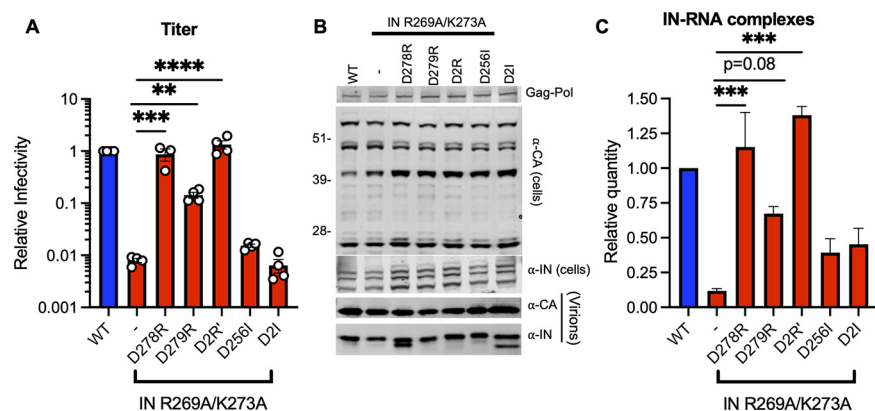 A
Titer
****
**
***
Relative Infectivity
10
1
0.1
0.01
0.001
WT
-
D278R
D279R
D2R'
D256I
D2I
IN R269A/K273A
B
IN R269A/K273A
WT
-
D278R
D279R
D2R
D256I
D2I
Gag-Pol
51-
39-
28-
α-CA (cells)
α-IN (cells)
α-CA
α-IN
(Virions)
C
IN-RNA complexes
***
p=0.08
***
Relative quantity
1.50
1.25
1.00
0.75
0.50
0.25
0.00
WT
-
D278R
D279R
D2R'
D256I
D2I
IN R269A/K273A